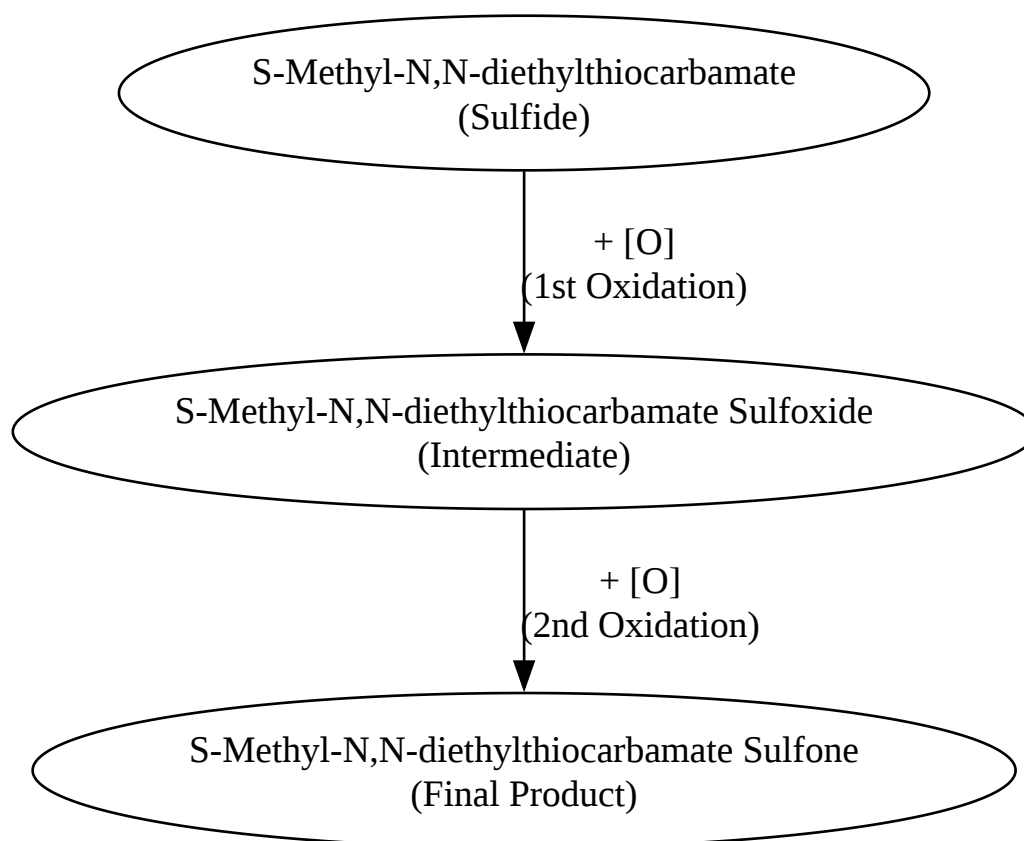 S-Methyl-N,N-diethylthiocarbamate
(Sulfide)
+ [O]
(1st Oxidation)
S-Methyl-N,N-diethylthiocarbamate Sulfoxide
(Intermediate)
+ [O]
(2nd Oxidation)
S-Methyl-N,N-diethylthiocarbamate Sulfone
(Final Product)